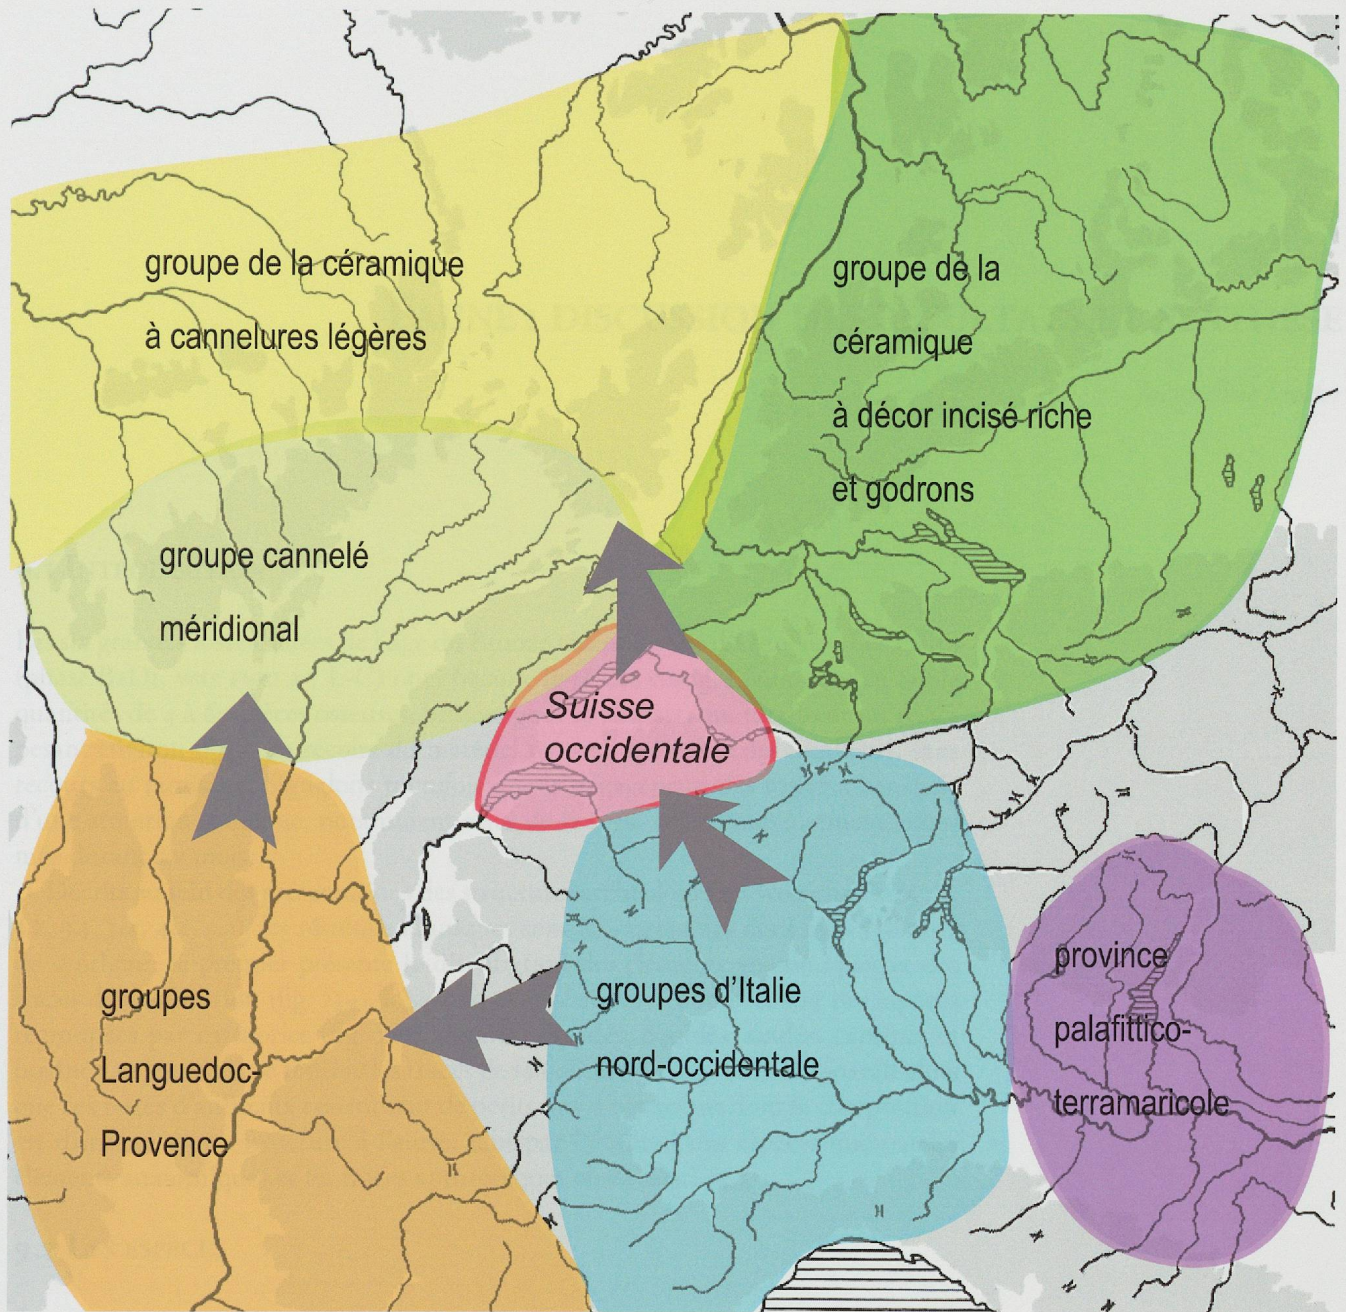 groupe de la céramique
à cannelures légères
groupe de la
céramique
à décor incisé riche
et godrons
groupe cannelé
méridional
Suisse
occidentale
groupes
Languedoc-
Provence
groupes d'Italie
nord-occidentale
province
palafittico-
terramaricole